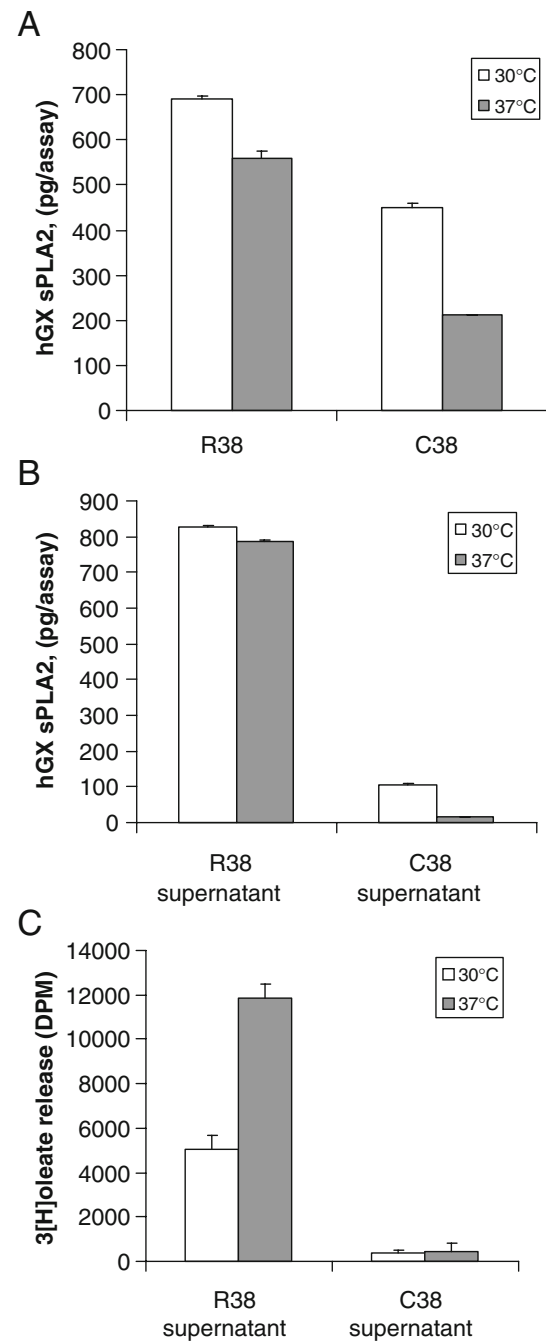 A
hGX sPLA2, (pg/assay)
800
700
600
500
400
300
200
100
0
30°C
37°C
R38 C38
B
hGX sPLA2, (pg/assay)
900
800
700
600
500
400
300
200
100
0
30°C
37°C
R38 C38
supernatant supernatant
C
3[H]oleate release (DPM)
14000
12000
10000
8000
6000
4000
2000
0
30°C
37°C
R38 C38
supernatant supernatant